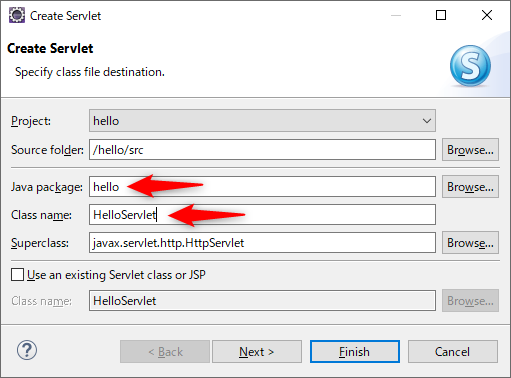 Create Servlet
Create Servlet
Specify class file destination.
S
Project: hello
Source folder: /hello/src Browse...
Java package: hello Browse...
Class name: HelloServlet
Superclass: javax.servlet.http.HttpServlet Browse...
Use an existing Servlet class or JSP
Class name: HelloServlet Browse...
? < Back Next > Finish Cancel